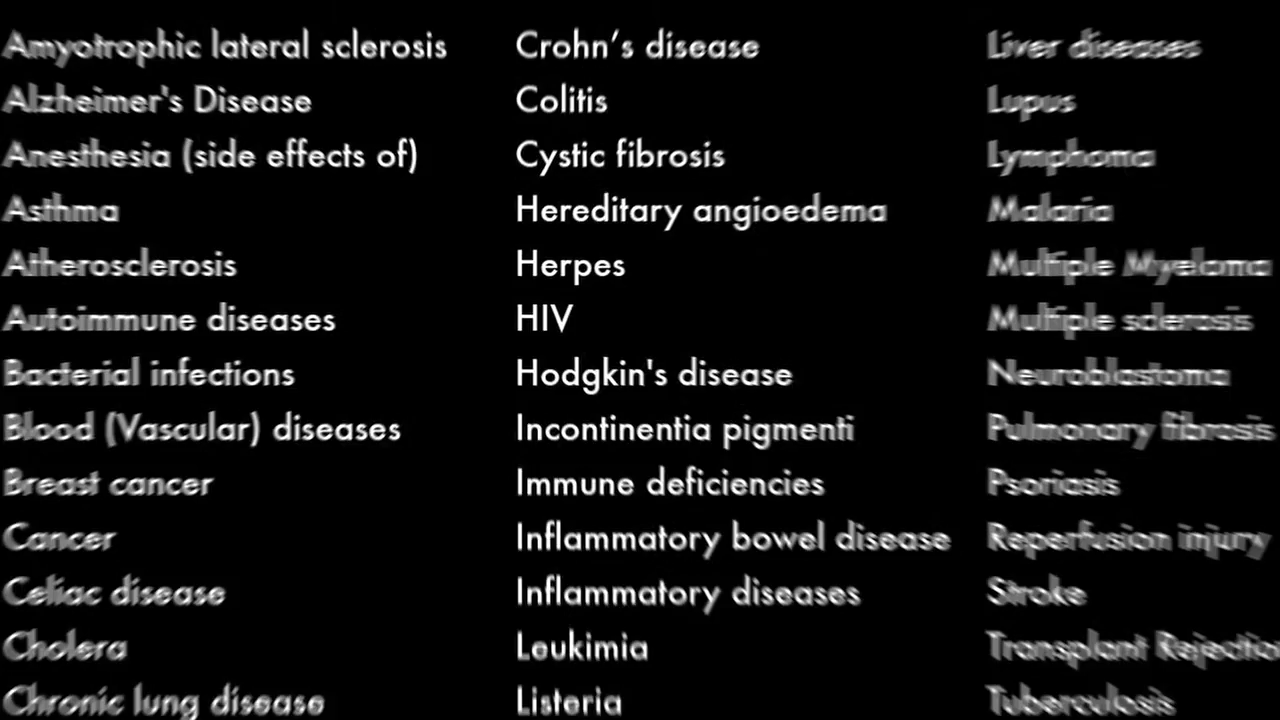 Amyotrophic lateral sclerosis
Alzheimer's Disease
Anesthesia (side effects of)
Asthma
Atherosclerosis
Autoimmune diseases
Bacterial infections
Blood (Vascular) diseases
Breast cancer
Cancer
Celiac disease
Cholera
Chronic lung disease
Crohn’s disease
Colitis
Cystic fibrosis
Hereditary angioedema
Herpes
HIV
Hodgkin's disease
Incontinentia pigmenti
Immune deficiencies
Inflammatory bowel disease
Inflammatory diseases
Leukimia
Listeria
Liver diseases
Lupus
Lymphoma
Malaria
Multiple Myeloma
Multiple sclerosis
Neuroblastoma
Pulmonary fibrosis
Psoriasis
Reperfusion injury
Stroke
Transplant Rejection
Tuberculosis